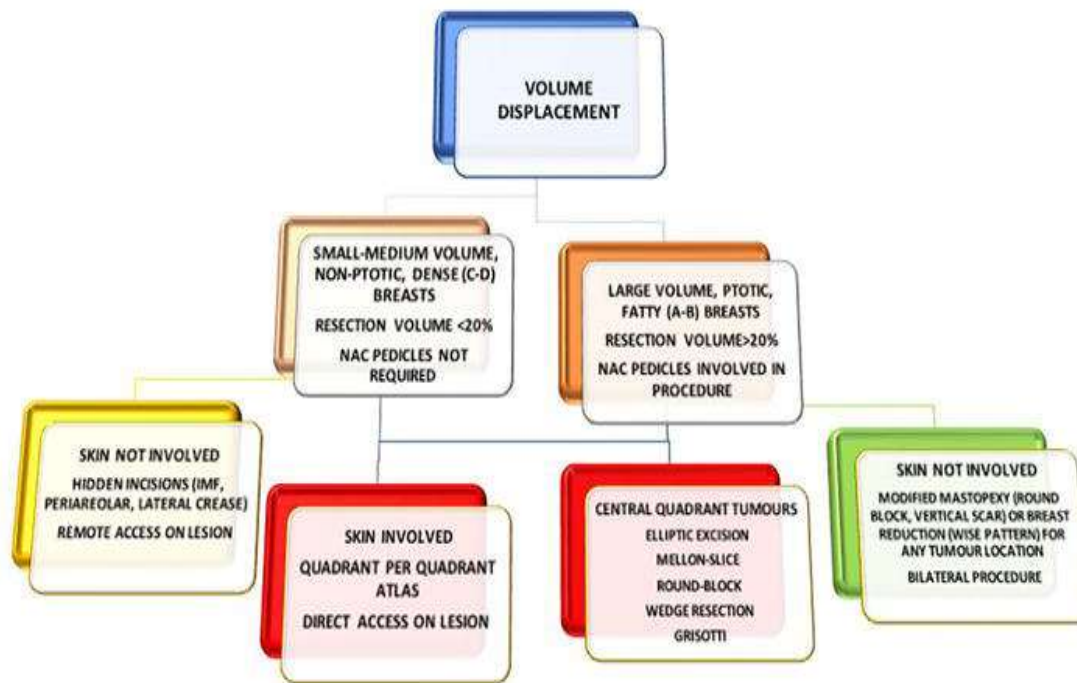 VOLUME
DISPLACEMENT
SMALL-MEDIUM VOLUME,
NON-PTOTIC, DENSE (C-D)
BREASTS
RESECTION VOLUME <20%
NAC PEDICLES NOT
REQUIRED
LARGE VOLUME, PTOTIC,
FATTY (A-B) BREASTS
RESECTION VOLUME>20%
NAC PEDICLES INVOLVED IN
PROCEDURE
SKIN NOT INVOLVED
HIDDEN INCISIONS (IMF,
PERIAREOLAR, LATERAL CREASE)
REMOTE ACCESS ON LESION
SKIN INVOLVED
QUADRANT PER QUADRANT
ATLAS
DIRECT ACCESS ON LESION
CENTRAL QUADRANT TUMOURS
ELLIPTIC EXCISION
MELLON-SLICE
ROUND-BLOCK
WEDGE RESECTION
GRISOTTI
SKIN NOT INVOLVED
MODIFIED MASTOPEXY (ROUND
BLOCK, VERTICAL SCAR) OR BREAST
REDUCTION (WISE PATTERN) FOR
ANY TUMOUR LOCATION
BILATERAL PROCEDURE